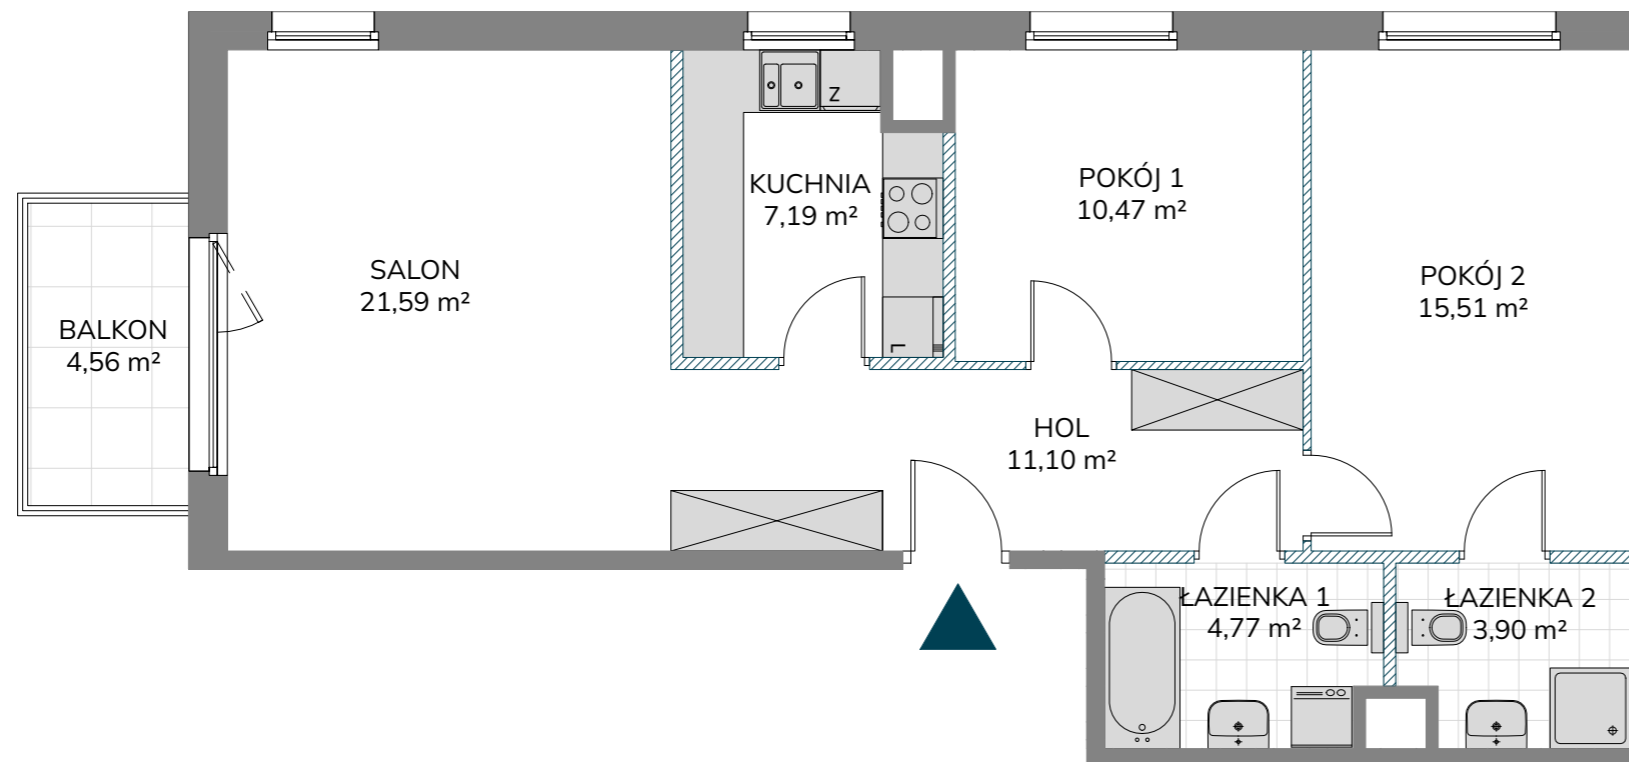 Z
KUCHNIA
7,19 m²
POKÓJ 1
10,47 m²
SALON
21,59 m²
POKÓJ 2
15,51 m²
BALKON
4,56 m²
L
HOL
11,10 m²
ŁAZIENKA 1
4,77 m²
ŁAZIENKA 2
3,90 m²